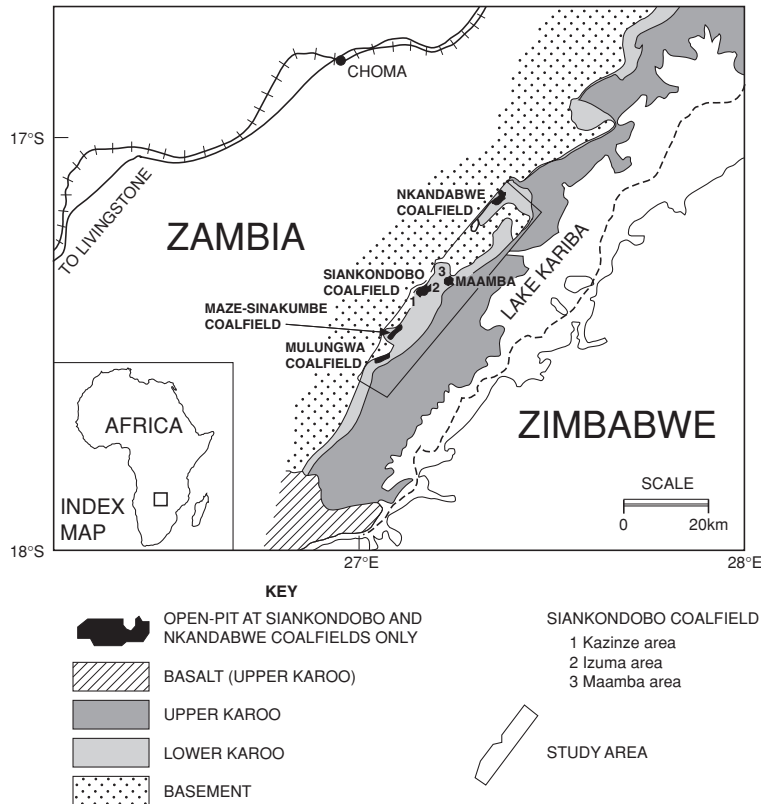 CHOMA
17°S
TO LIVINGSTONE
NKANDABWE
COALFIELD
ZAMBIA
SIANKONDOBO
COALFIELD
3
2
1
MAAMBA
LAKE KARIBA
MAZE-SINAKUMBE
COALFIELD
MULUNGWA
COALFIELD
ZIMBABWE
AFRICA
INDEX
MAP
SCALE
0 20km
18°S
27°E
28°E
KEY
OPEN-PIT AT SIANKONDOBO AND
NKANDABWE COALFIELDS ONLY
BASALT (UPPER KAROO)
UPPER KAROO
LOWER KAROO
BASEMENT
SIANKONDOBO COALFIELD
1 Kazinze area
2 Izuma area
3 Maamba area
STUDY AREA